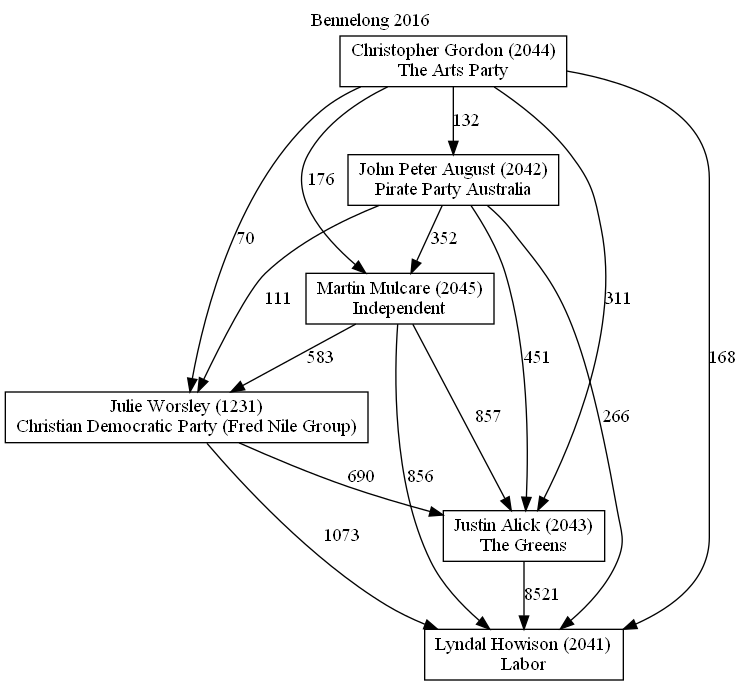 Bennelong 2016
Christopher Gordon (2044)
The Arts Party
132
John Peter August (2042)
Pirate Party Australia
176
70
352
111
Martin Mulcare (2045)
Independent
311
583
451
168
Julie Worsley (1231)
Christian Democratic Party (Fred Nile Group)
857
266
690
856
Justin Alick (2043)
The Greens
1073
8521
Lyndal Howison (2041)
Labor